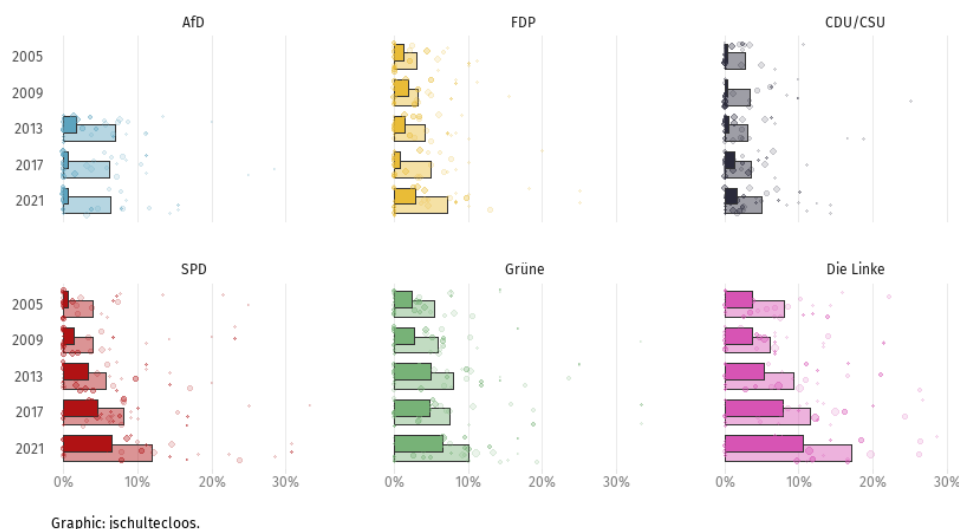 AfD FDP CDU/CSU
2005
2009
2013
2017
2021
SPD Grüne Die Linke
2005
2009
2013
2017
2021
0% 10% 20% 30% 0% 10% 20% 30% 0% 10% 20% 30%
Graphic: jschultecloos.